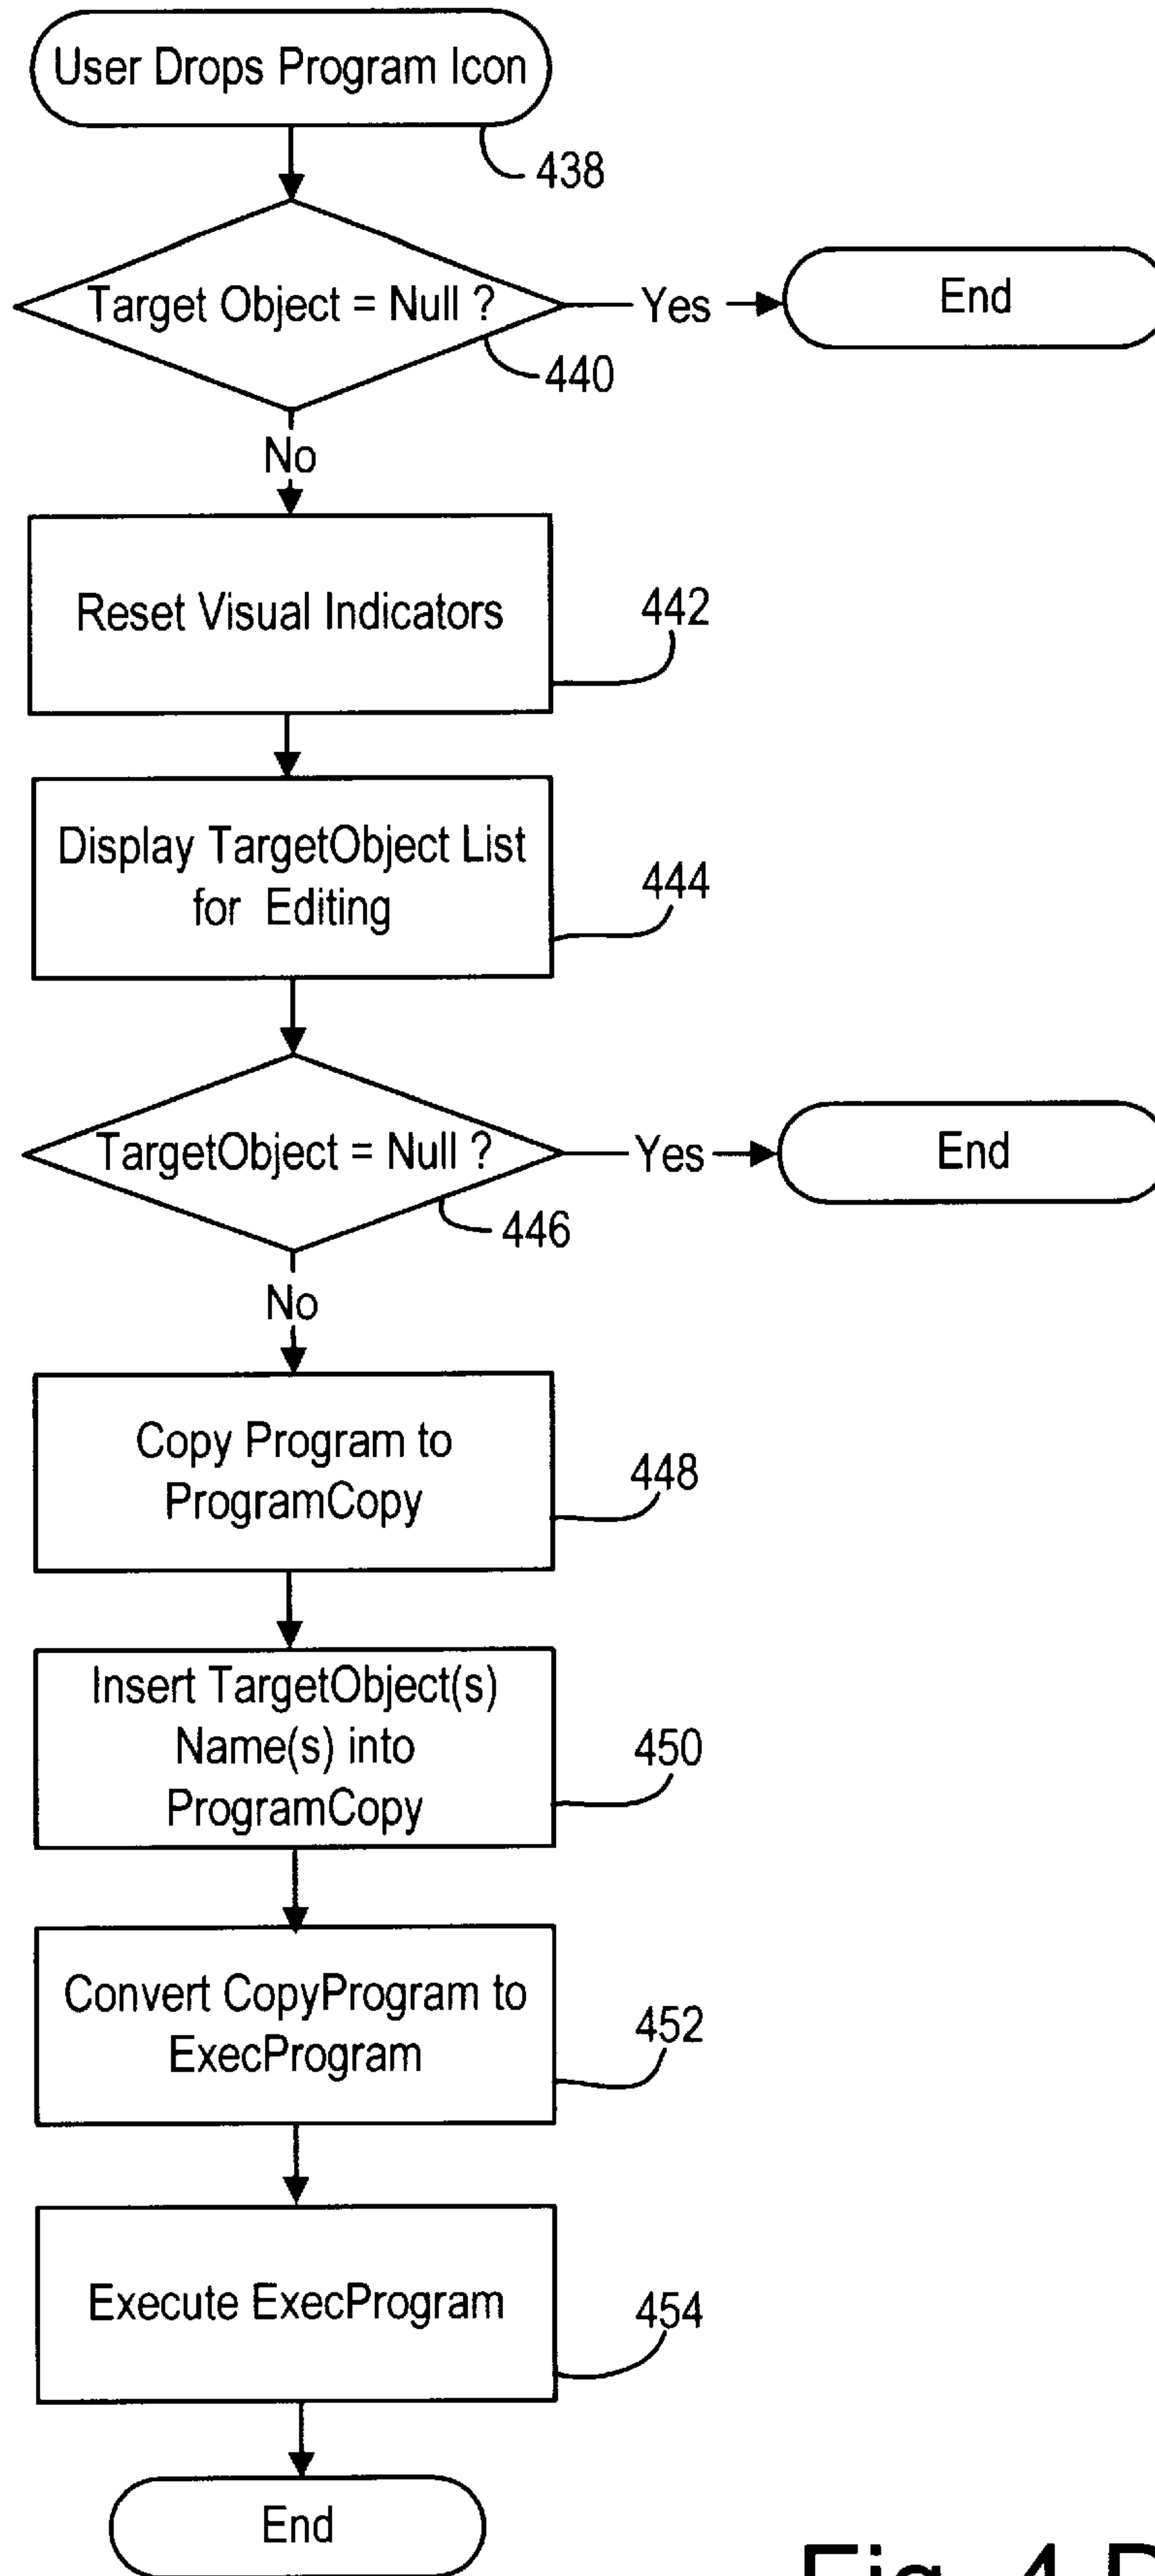 User Drops Program Icon
438
Target Object = Null ?
Yes
End
440
No
Reset Visual Indicators
442
Display TargetObject List
for Editing
444
TargetObject = Null ?
Yes
End
446
No
Copy Program to
ProgramCopy
448
Insert TargetObject(s)
Name(s) into
ProgramCopy
450
Convert CopyProgram to
ExecProgram
452
Execute ExecProgram
454
End
Fig. 4 D